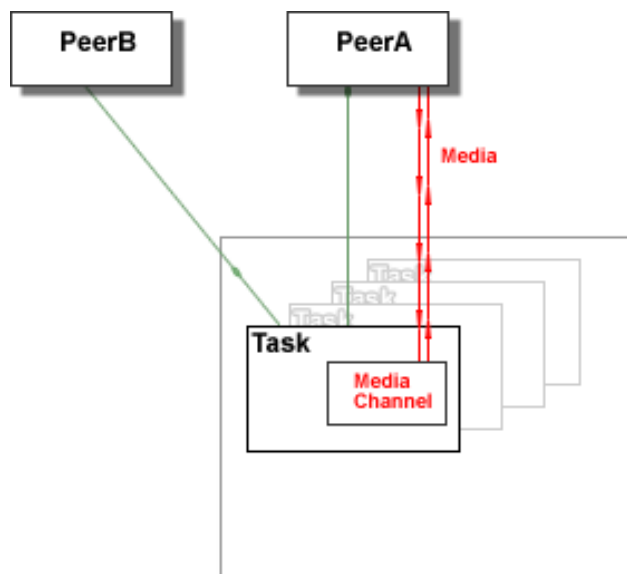 PeerB
PeerA
Media
Task
Task
Task
Task
Media
Channel